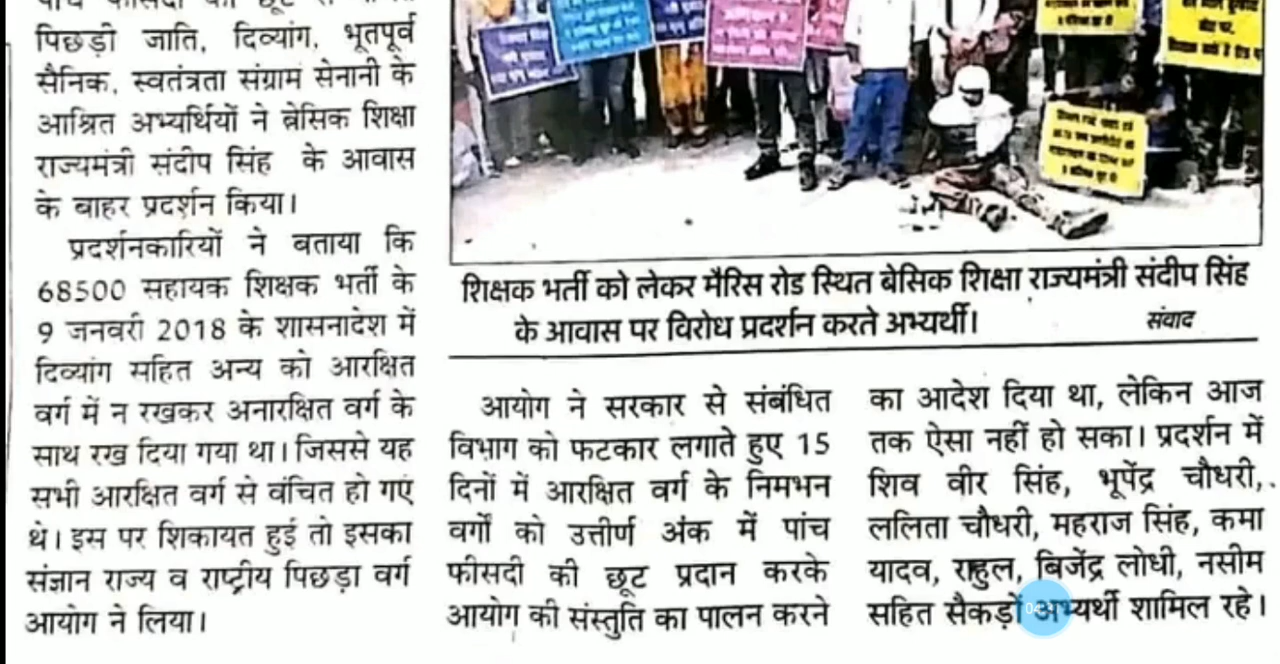 पांच फीसदी की छूट से
पिछड़ी जाति, दिव्यांग, भूतपूर्व
सैनिक, स्वतंत्रता संग्राम सेनानी के
आश्रित अभ्यर्थियों ने बेसिक शिक्षा
राज्यमंत्री संदीप सिंह के आवास
के बाहर प्रदर्शन किया।
प्रदर्शनकारियों ने बताया कि
68500 सहायक शिक्षक भर्ती के
9 जनवरी 2018 के शासनादेश में
दिव्यांग सहित अन्य को आरक्षित
वर्ग में न रखकर अनारक्षित वर्ग के
साथ रख दिया गया था। जिससे यह
सभी आरक्षित वर्ग से वंचित हो गए
थे। इस पर शिकायत हुई तो इसका
संज्ञान राज्य व राष्ट्रीय पिछड़ा वर्ग
आयोग ने लिया।
शिक्षक भर्ती को लेकर मैरिस रोड स्थित बेसिक शिक्षा राज्यमंत्री संदीप सिंह
के आवास पर विरोध प्रदर्शन करते अभ्यर्थी। संवाद
आयोग ने सरकार से संबंधित
विभाग को फटकार लगाते हुए 15
दिनों में आरक्षित वर्ग के निमभन
वर्गों को उत्तीर्ण अंक में पांच
फीसदी की छूट प्रदान करके
आयोग की संस्तुति का पालन करने
का आदेश दिया था, लेकिन आज
तक ऐसा नहीं हो सका। प्रदर्शन में
शिव वीर सिंह, भूपेंद्र चौधरी,
ललिता चौधरी, महराज सिंह, कमा
यादव, राहुल, बिजेंद्र लोधी, नसीम
सहित सैकड़ों अभ्यर्थी शामिल रहे।